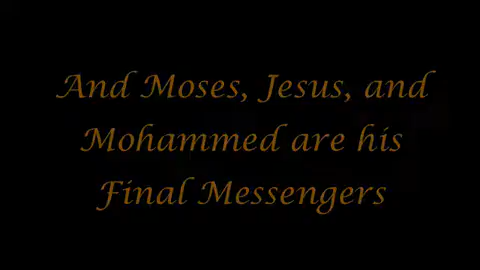 And Moses, Jesus, and
Mohammed are his
Final Messengers